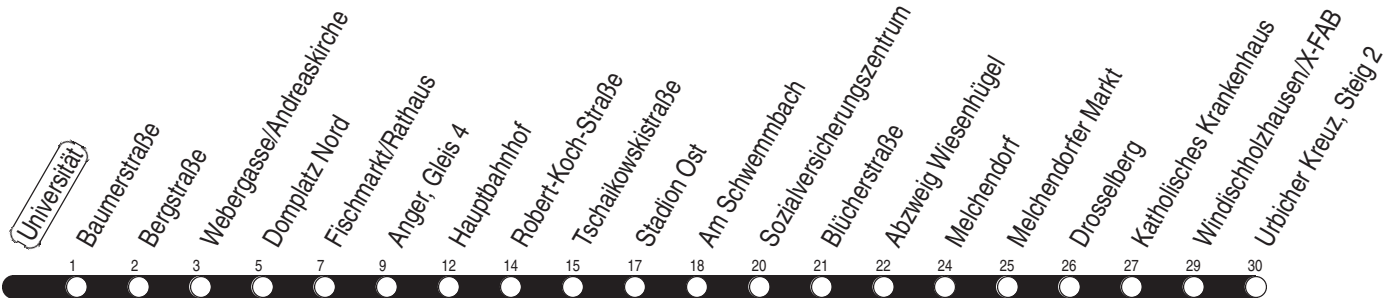 Universität
Baumerstraße
Bergstraße
Webergasse/Andreaskirche
Domplatz Nord
Fischmarkt/Rathaus
Anger, Gleis 4
Hauptbahnhof
Robert-Koch-Straße
Tschaikowskistraße
Stadion Ost
Am Schwemmbach
Sozialversicherungszentrum
Blücherstraße
Abzweig Wiesenhügel
Melchendorf
Melchendorfer Markt
Drosselberg
Katholisches Krankenhaus
Windischholzhausen/X-FAB
Urbicher Kreuz, Steig 2
1 2 3 5 7 9 12 14 15 17 18 20 21 22 24 25 26 27 29 30